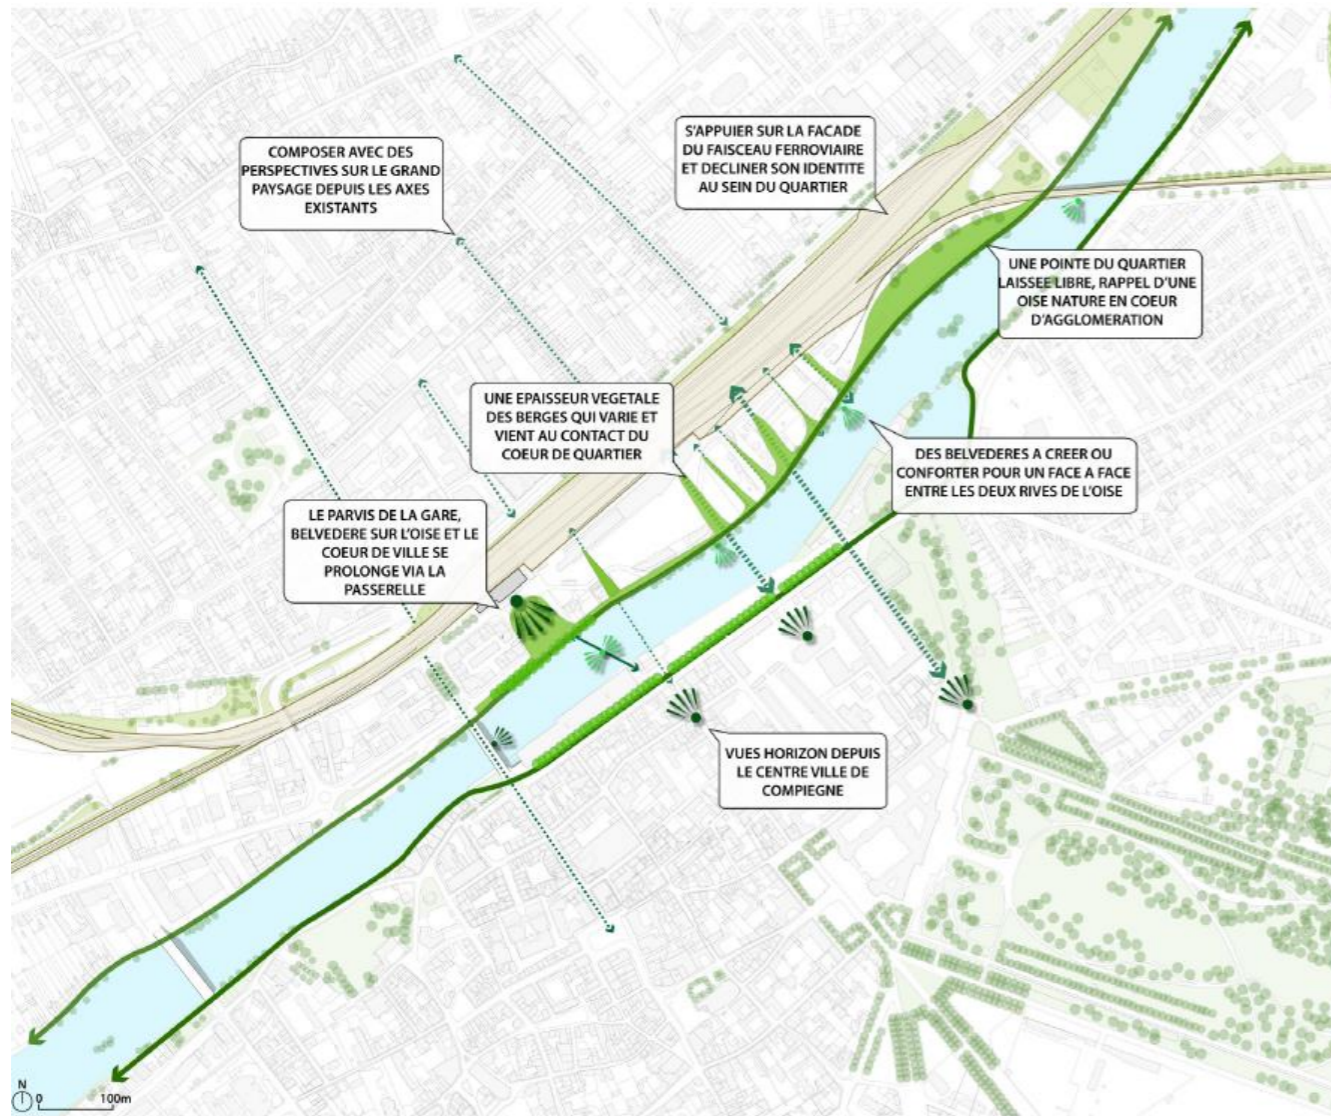 S'APPUIER SUR LA FACADE
DU FAISCEAU FERROVIAIRE
ET DECLINER SON IDENTITE
AU SEIN DU QUARTIER
COMPOSER AVEC DES
PERSPECTIVES SUR LE GRAND
PAYSAGE DEPUIS LES AXES
EXISTANTS
UNE POINTE DU QUARTIER
LAISSEE LIBRE, RAPPEL D'UNE
OISE NATURE EN COEUR
D'AGGLOMERATION
UNE EPAISSEUR VEGETALE
DES BERGES QUI VARIE ET
VIENT AU CONTACT DU
COEUR DE QUARTIER
DES BELVEDERES A CREER OU
CONFORTER POUR UN FACE A FACE
ENTRE LES DEUX RIVES DE L'OISE
LE PARVIS DE LA GARE,
BELVEDERE SUR L'OISE ET LE
COEUR DE VILLE SE
PROLONGE VIA LA
PASSERELLE
VUES HORIZON DEPUIS
LE CENTRE VILLE DE
COMPIEGNE
N
0 100m